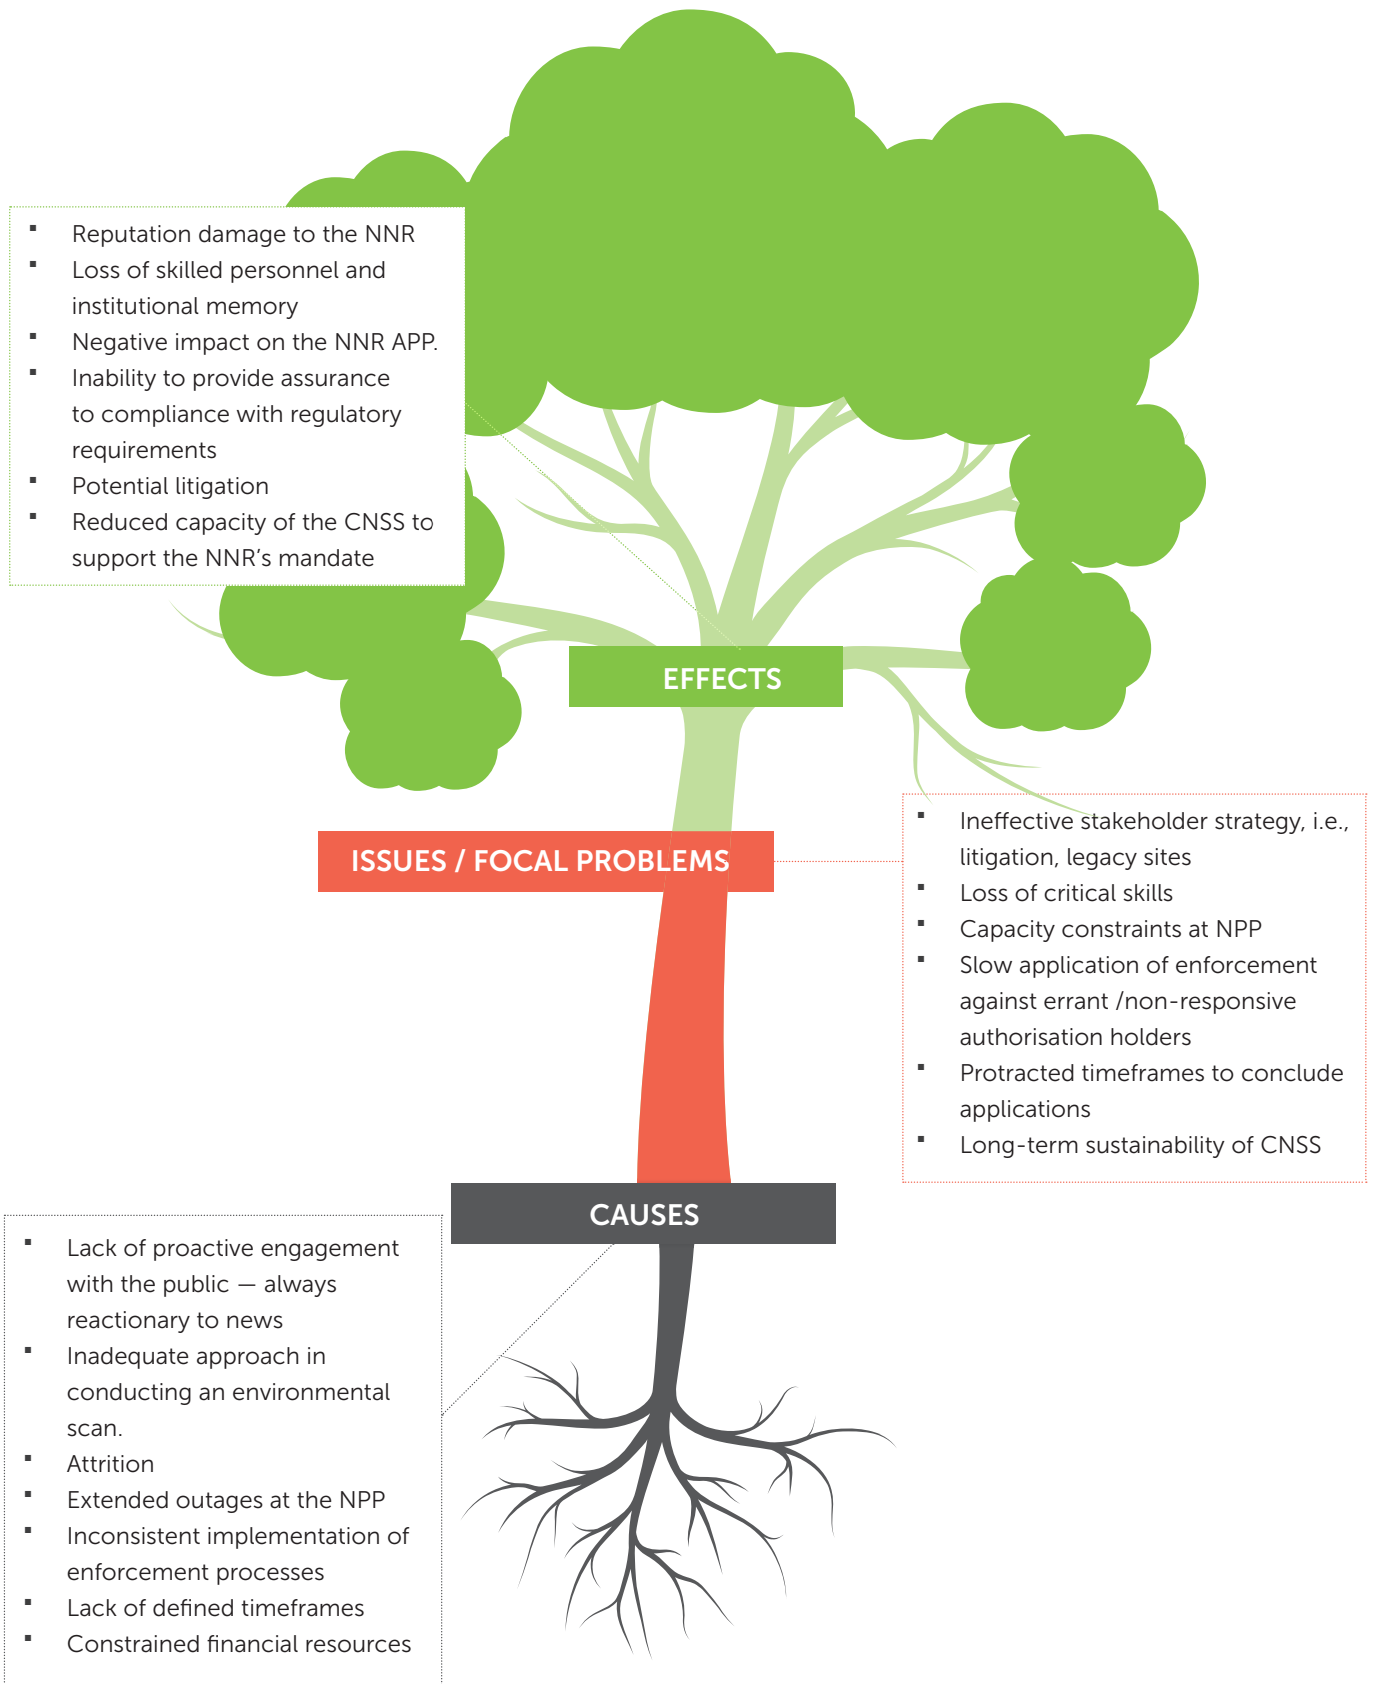 ▪ Reputation damage to the NNR
▪ Loss of skilled personnel and
institutional memory
▪ Negative impact on the NNR APP.
▪ Inability to provide assurance
to compliance with regulatory
requirements
▪ Potential litigation
▪ Reduced capacity of the CNSS to
support the NNR’s mandate
EFFECTS
ISSUES / FOCAL PROBLEMS
▪ Ineffective stakeholder strategy, i.e.,
litigation, legacy sites
▪ Loss of critical skills
▪ Capacity constraints at NPP
▪ Slow application of enforcement
against errant /non-responsive
authorisation holders
▪ Protracted timeframes to conclude
applications
▪ Long-term sustainability of CNSS
CAUSES
▪ Lack of proactive engagement
with the public — always
reactionary to news
▪ Inadequate approach in
conducting an environmental
scan.
▪ Attrition
▪ Extended outages at the NPP
▪ Inconsistent implementation of
enforcement processes
▪ Lack of defined timeframes
▪ Constrained financial resources